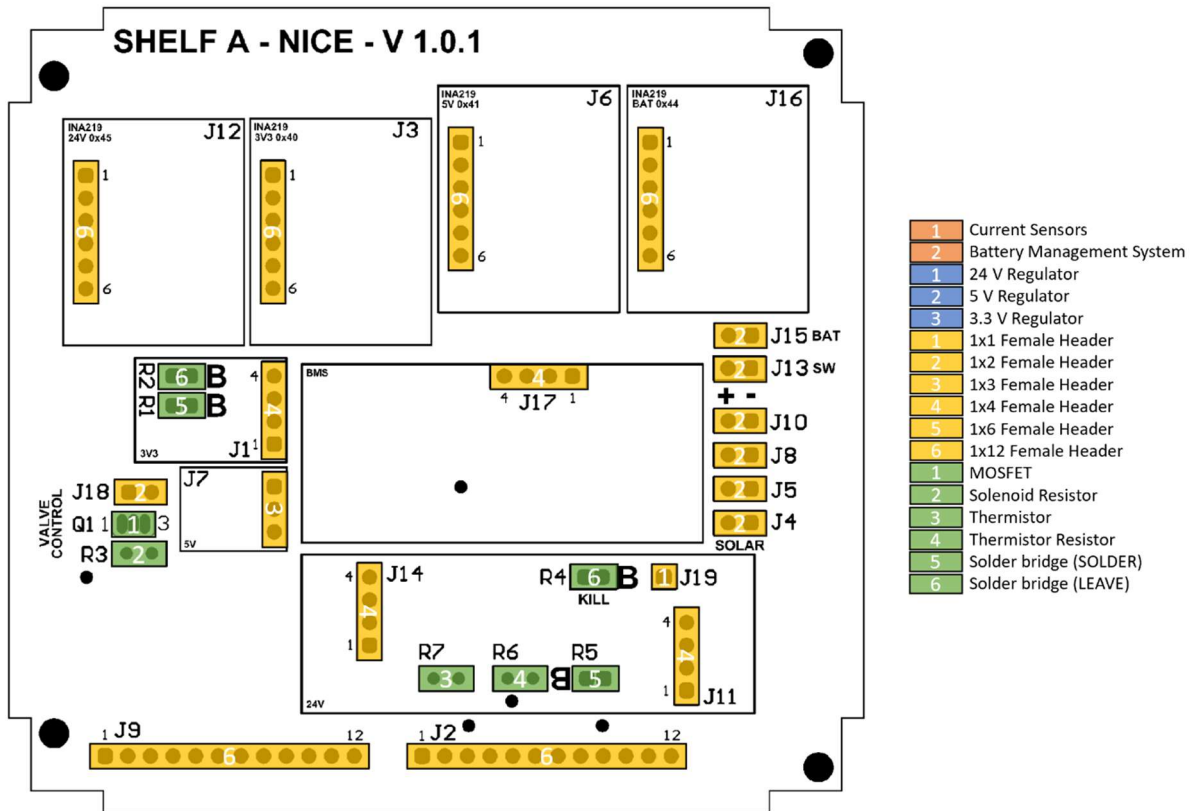 SHELF A - NICE - V 1.0.1
INA219
24V 0x45
J12
1
6
6
INA219
3V3 0x40
J3
1
6
6
INA219
5V 0x41
J6
1
6
6
INA219
BAT 0x44
J16
1
6
6
2 J15 BAT
2 J13 SW
+ -
2 J10
2 J8
2 J5
2 J4
SOLAR
R2 6 B
R1 5 B
4
4
J1 1
3V3
BMS
4
4 J17 1
J7
3
5V
J18 2
Q1 1 1 3
R3 2
VALVE
CONTROL
4 J14
4
1
R4 6 B
KILL
1 J19
4
4
1 J11
R7 R6 R5
3 4 B 5
24V
1 J9 12
6
1 J2 12
6
1 Current Sensors
2 Battery Management System
1 24 V Regulator
2 5 V Regulator
3 3.3 V Regulator
1 1x1 Female Header
2 1x2 Female Header
3 1x3 Female Header
4 1x4 Female Header
5 1x6 Female Header
6 1x12 Female Header
1 MOSFET
2 Solenoid Resistor
3 Thermistor
4 Thermistor Resistor
5 Solder bridge (SOLDER)
6 Solder bridge (LEAVE)